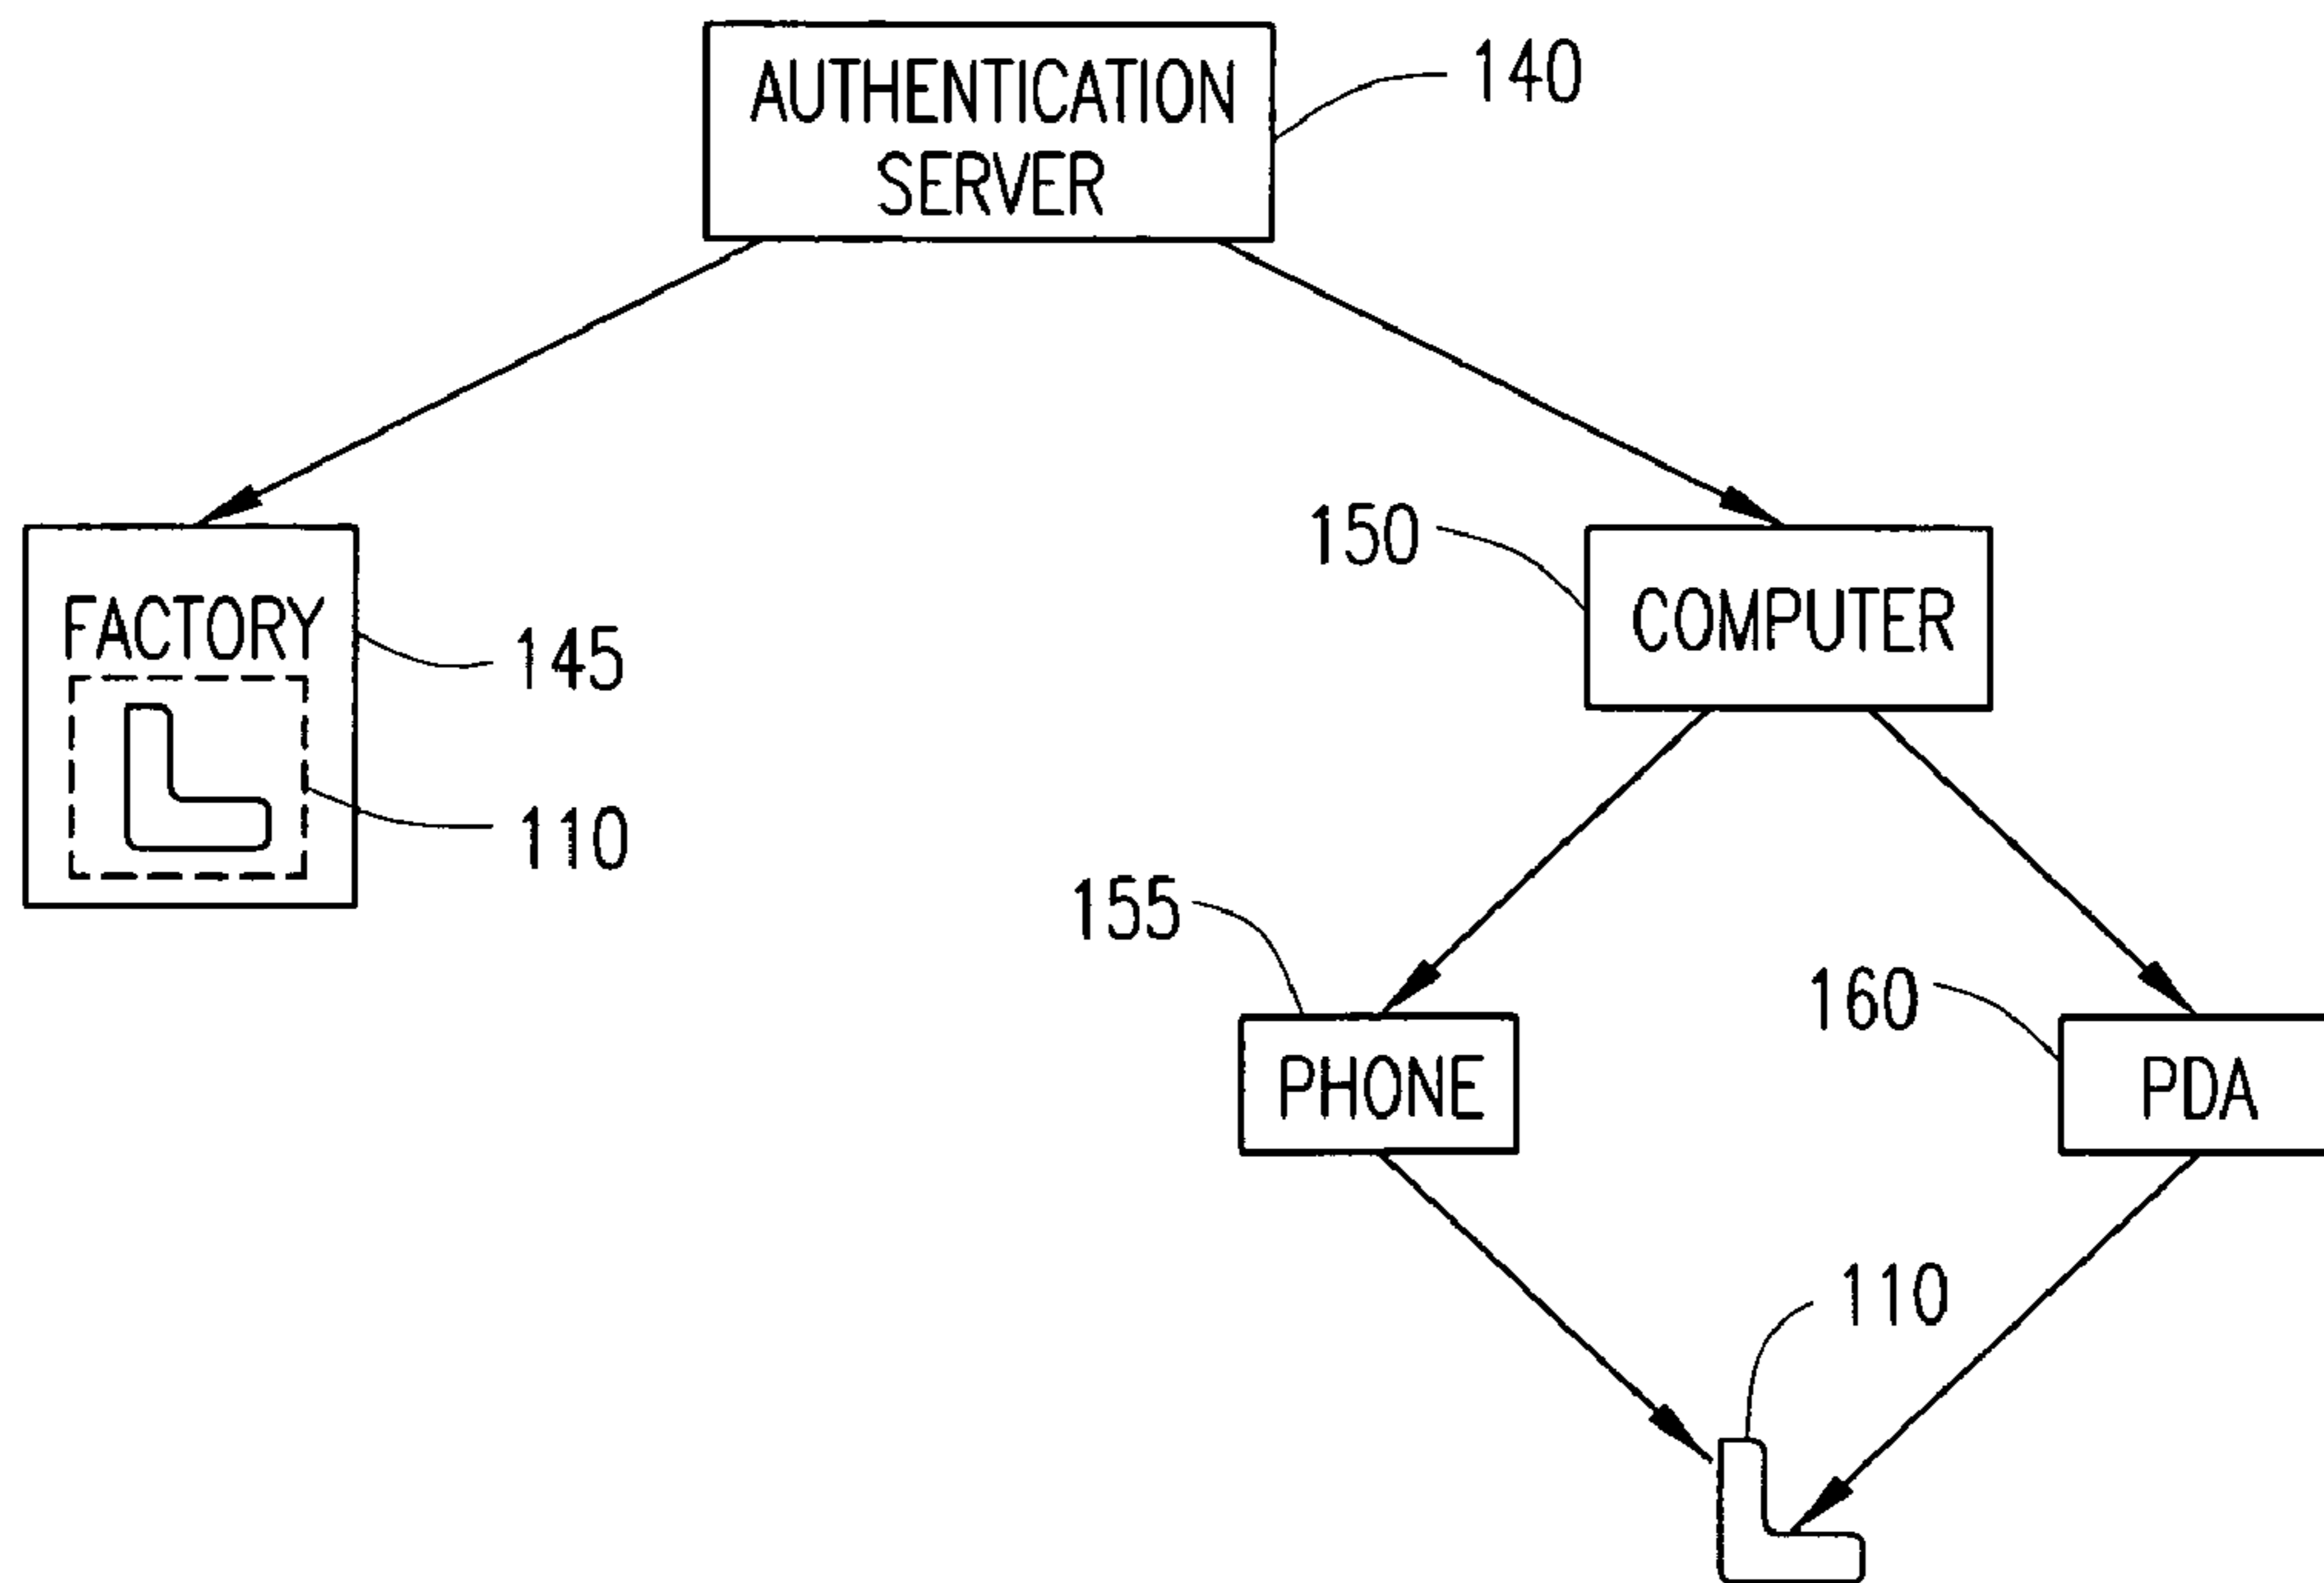 AUTHENTICATION
SERVER
140
FACTORY
145
110
150
COMPUTER
155
PHONE
160
PDA
110